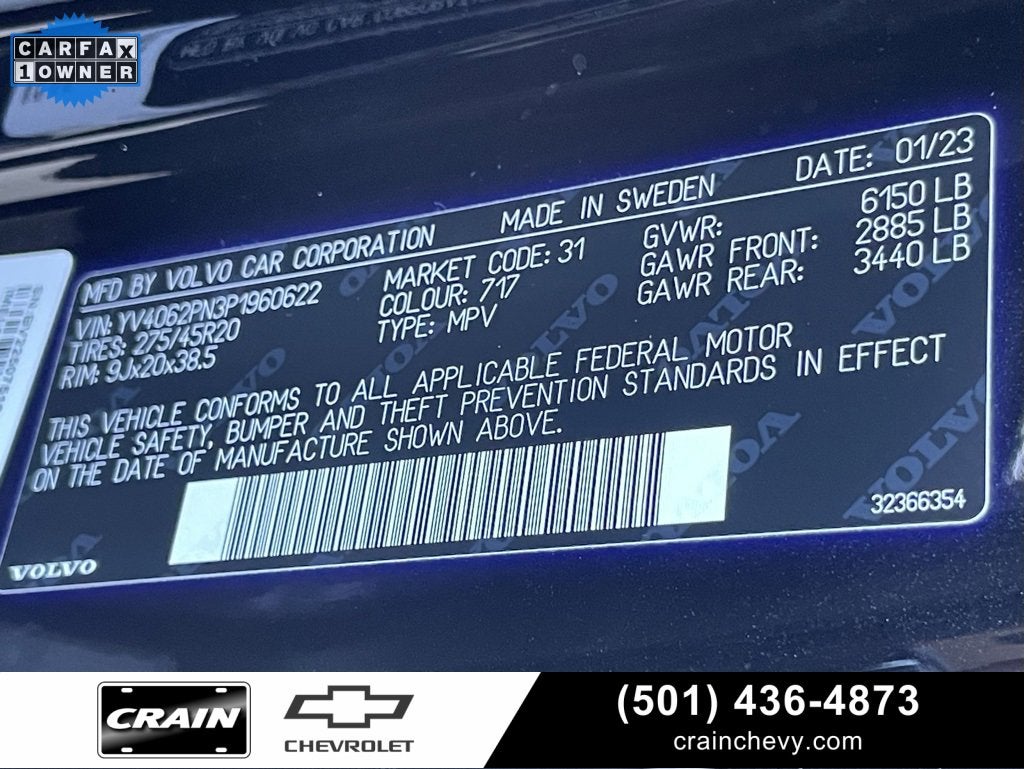 CARFAX
1 OWNER
MFD BY VOLVO CAR CORPORATION MADE IN SWEDEN DATE: 01/23
VIN: YV4062PN3P1960622 MARKET CODE: 31 GVWR: 6150 LB
TIRES: 275/45R20 COLOUR: 717 GAWR FRONT: 2885 LB
RIM: 9Jx20x38.5 TYPE: MPV GAWR REAR: 3440 LB
THIS VEHICLE CONFORMS TO ALL APPLICABLE FEDERAL MOTOR
VEHICLE SAFETY, BUMPER AND THEFT PREVENTION STANDARDS IN EFFECT
ON THE DATE OF MANUFACTURE SHOWN ABOVE.
32366354
VOLVO
CRAIN
CHEVROLET
(501) 436-4873
crainchevy.com